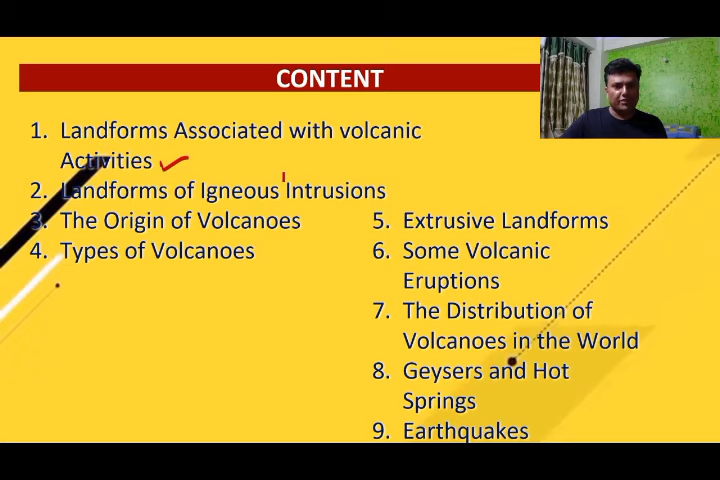 CONTENT
1. Landforms Associated with volcanic
Activities
2. Landforms of Igneous Intrusions
3. The Origin of Volcanoes
4. Types of Volcanoes
5. Extrusive Landforms
6. Some Volcanic
Eruptions
7. The Distribution of
Volcanoes in the World
8. Geysers and Hot
Springs
9. Earthquakes